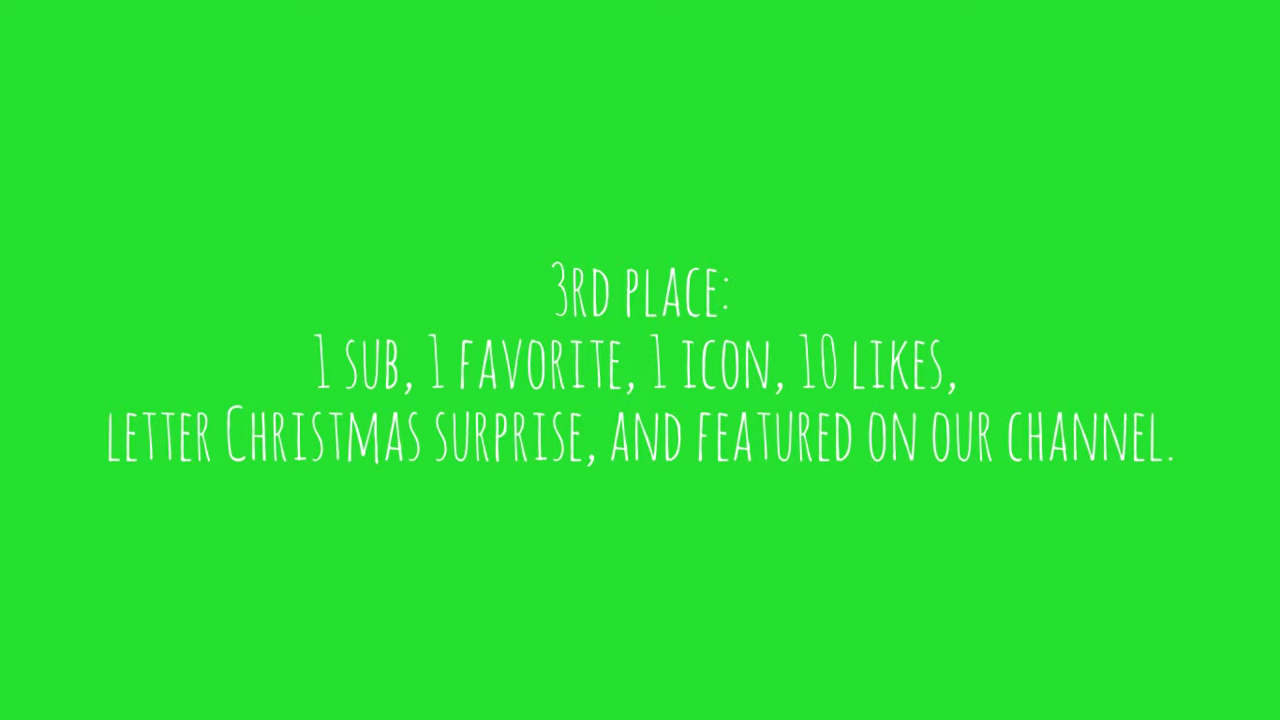 3rd place:
1 sub, 1 favorite, 1 icon, 10 likes,
letter Christmas surprise, and featured on our channel.